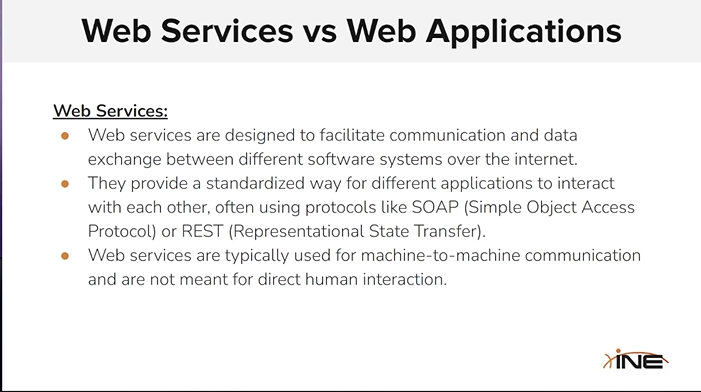 Web Services vs Web Applications
Web Services:
● Web services are designed to facilitate communication and data
exchange between different software systems over the internet.
● They provide a standardized way for different applications to interact
with each other, often using protocols like SOAP (Simple Object Access
Protocol) or REST (Representational State Transfer).
● Web services are typically used for machine-to-machine communication
and are not meant for direct human interaction.
INE